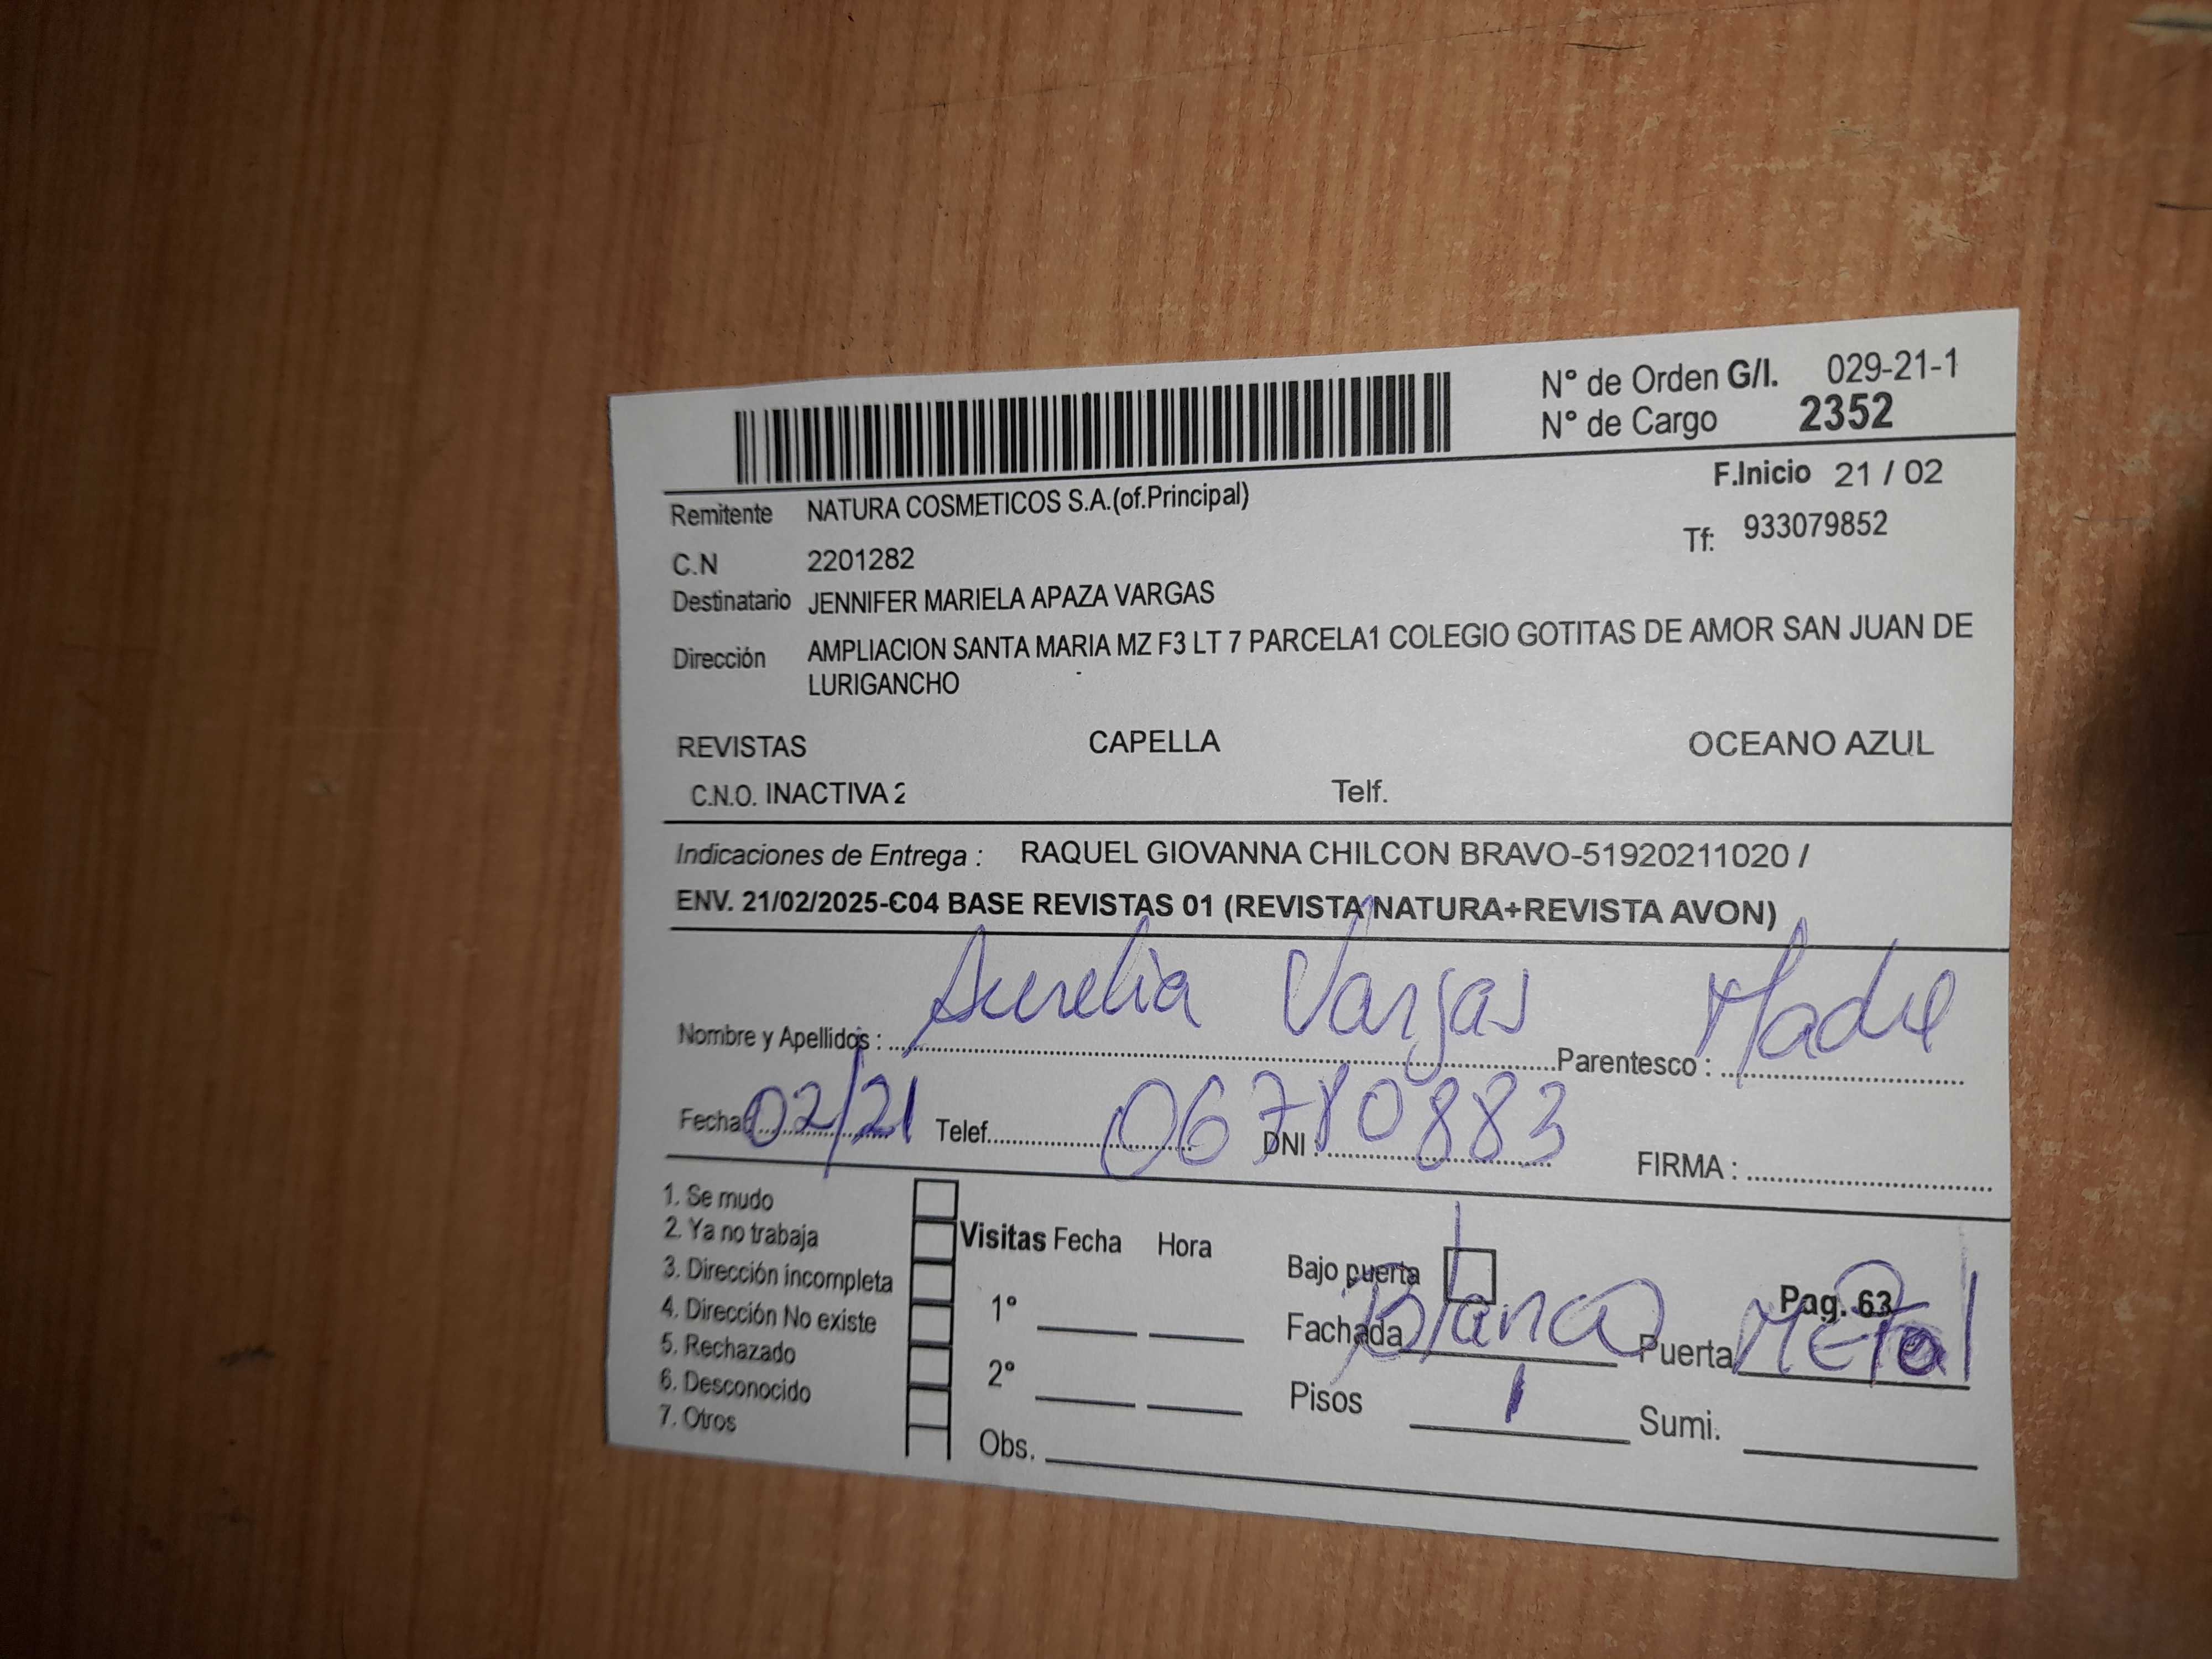 N° de Orden G/I. 029-21-1
N° de Cargo 2352
F.Inicio 21 / 02
Remitente NATURA COSMETICOS S.A.(of.Principal)
Tf: 933079852
C.N 2201282
Destinatario JENNIFER MARIELA APAZA VARGAS
Dirección AMPLIACION SANTA MARIA MZ F3 LT 7 PARCELA1 COLEGIO GOTITAS DE AMOR SAN JUAN DE
LURIGANCHO
REVISTAS CAPELLA OCEANO AZUL
C.N.O. INACTIVA 2 Telf.
Indicaciones de Entrega : RAQUEL GIOVANNA CHILCON BRAVO-51920211020 /
ENV. 21/02/2025-C04 BASE REVISTAS 01 (REVISTA NATURA+REVISTA AVON)
Nombre y Apellidos : Aurelia Vargas Parentesco : Madre
Fecha: 02/21 Telef. DNI : 06780883 FIRMA :
1. Se mudo
2. Ya no trabaja
3. Dirección incompleta
4. Dirección No existe
5. Rechazado
6. Desconocido
7. Otros
Visitas Fecha Hora
1°
2°
Obs.
Bajo puerta Pag. 63
Fachada Blanco Puerta Metal
Pisos 1 Sumi.